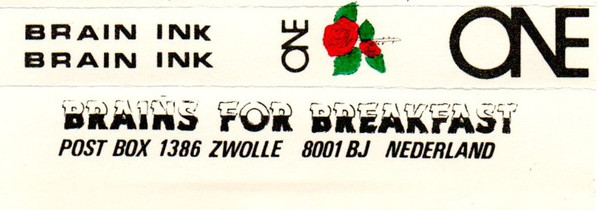 BRAIN INK
BRAIN INK
ONE
ONE
BRAINS FOR BREAKFAST
POST BOX 1386 ZWOLLE 8001 BJ NEDERLAND